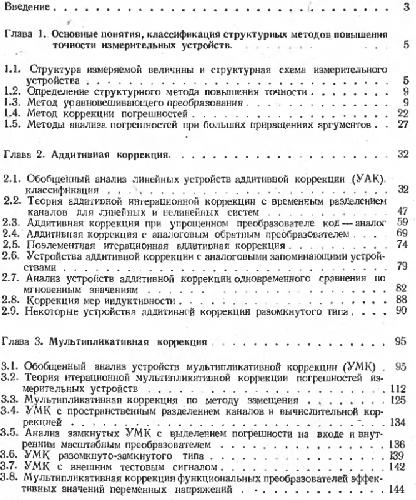 Введение . . . . . . . . . . . . . . . . . . . . . 3
Глава 1. Основные понятия, классификация структурных методов повышения
точности измерительных устройств. . . . . . . . . . . . 5
1.1. Структура измеряемой величины и структурная схема измерительного
устройства . . . . . . . . . . . . . . . . . . . . 5
1.2. Определение структурного метода повышения точности . . . . . 9
1.3. Метод уравновешивающего преобразования . . . . . . . . . 9
1.4. Метод коррекции погрешностей . . . . . . . . . . . . 22
1.5. Методы анализа погрешностей при больших приращениях аргументов . . 27
Глава 2. Аддитивная коррекция. . . . . . . . . . . . . . 32
2.1. Обобщенный анализ линейных устройств аддитивной коррекции (УАК),
классификация . . . . . . . . . . . . . . . . . . . 32
2.2. Теория аддитивной итерационной коррекции с временным разделением
каналов для линейных и нелинейных систем . . . . . . . . 47
2.3. Аддитивная коррекция при упрощенном преобразователе код — аналог 59
2.4. Аддитивная коррекция с аналоговым обратным преобразователем . . 69
2.5. Поэлементная итерационная аддитивная коррекция . . . . . . 74
2.6. Устройства аддитивной коррекции с аналоговыми запоминающими устрой-
ствами . . . . . . . . . . . . . . . . . . . . . . 79
2.7. Анализ устройств аддитивной коррекции одновременного сравнения по
мгновенным значениям . . . . . . . . . . . . . . . . 82
2.8. Коррекция мер индуктивности . . . . . . . . . . . . . 88
2.9. Некоторые устройства аддитивной коррекции разомкнутого типа . . . 90
Глава 3. Мультипликативная коррекция . . . . . . . . . . . 95
3.1. Обобщенный анализ устройств мультипликативной коррекции (УМК) . 95
3.2. Теория итерационной мультипликативной коррекции погрешностей из-
мерительных устройств . . . . . . . . . . . . . . . . 112
3.3. Мультипликативная коррекция по методу замещения . . . . . . 125
3.4. УМК с пространственным разделением каналов и вычислительной кор-
рекцией . . . . . . . . . . . . . . . . . . . . . 134
3.5. Анализ замкнутых УМК с выделением погрешности на входе и внут-
ренним масштабным преобразователем . . . . . . . . . . 136
3.6. УМК разомкнуто-замкнутого типа . . . . . . . . . . . . 139
3.7. УМК с внешним тестовым сигналом . . . . . . . . . . . 142
3.8. Мультипликативная коррекция функциональных преобразователей эффек-
тивных значений переменных напряжений . . . . . . . . . 144